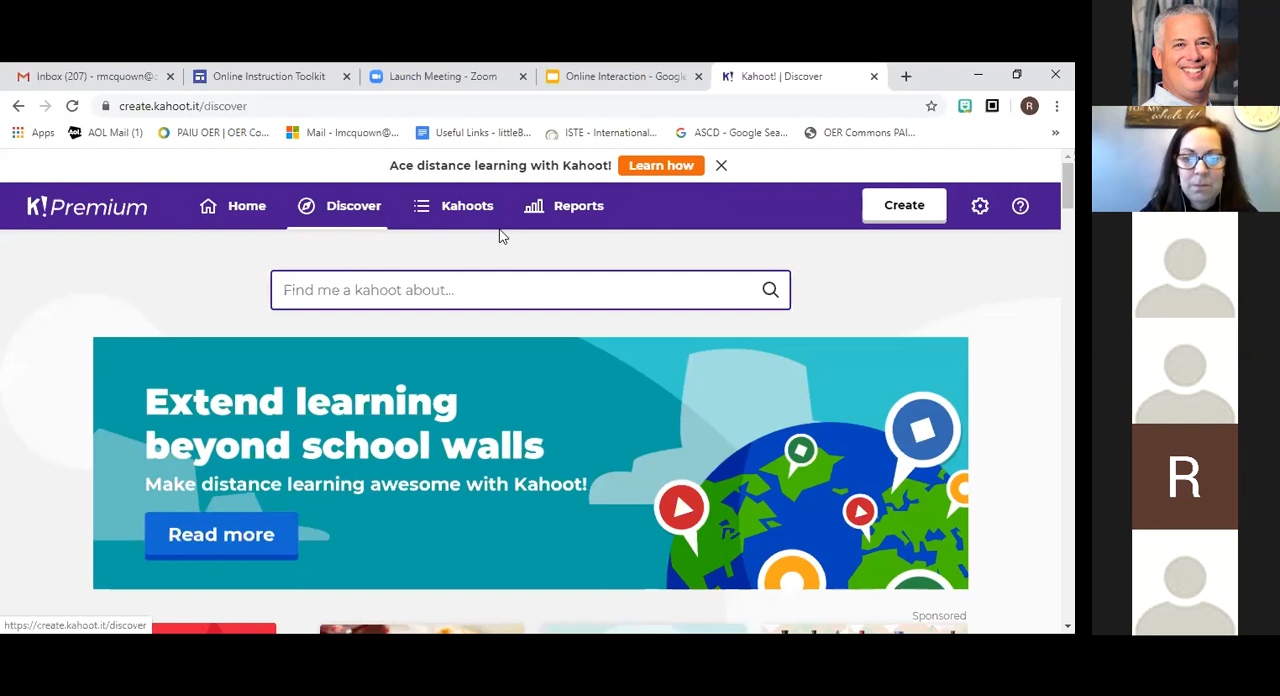 Inbox (207) - rmcquown@c
Online Instruction Toolkit
Launch Meeting - Zoom
Online Interaction - Google
Kahoot! | Discover
create.kahoot.it/discover
R
Apps
AOL Mail (1)
PAIU OER | OER Co...
Mail - lmcquown@...
Useful Links - littleB...
ISTE - International...
ASCD - Google Sea...
OER Commons PAI...
»
Ace distance learning with Kahoot!
Learn how
K! Premium
Home
Discover
Kahoots
Reports
Create
Find me a kahoot about...
Extend learning
beyond school walls
Make distance learning awesome with Kahoot!
Read more
Sponsored
https://create.kahoot.it/discover
whole
R